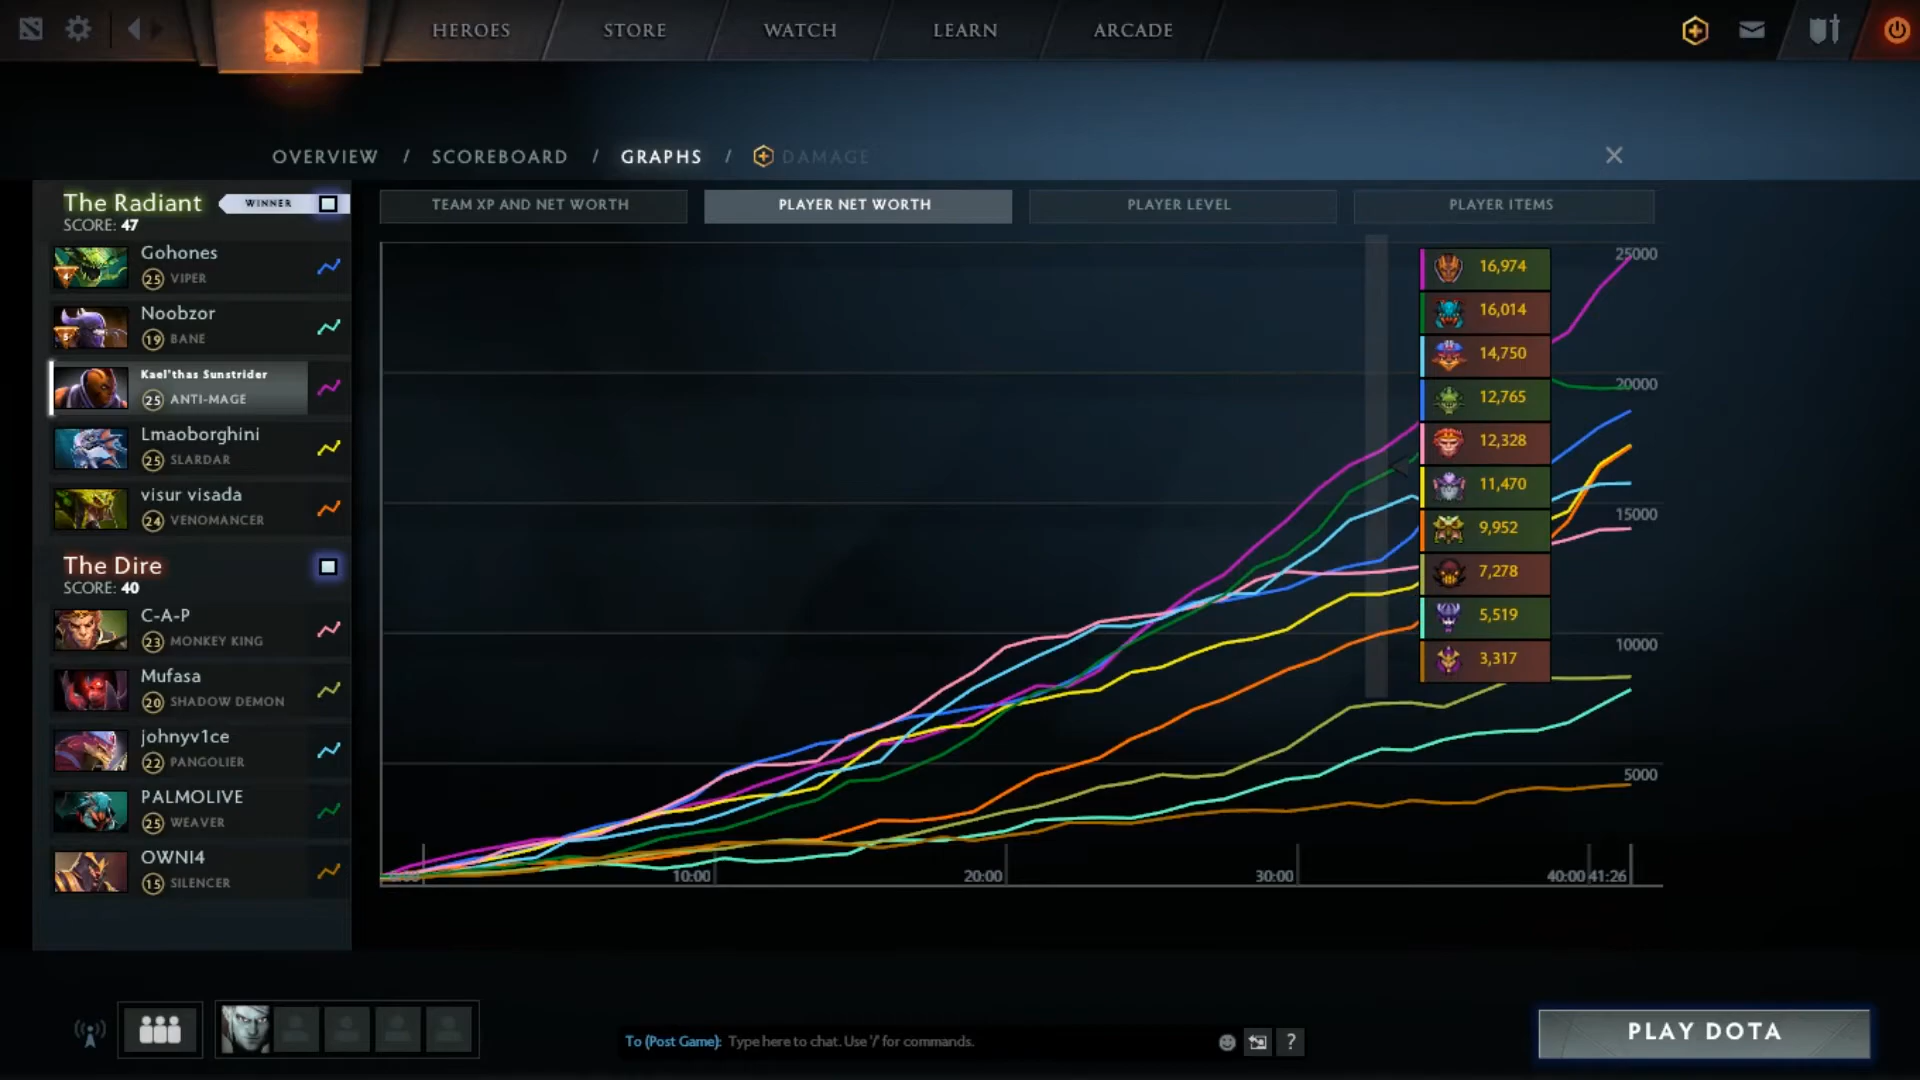 HEROES
STORE
WATCH
LEARN
ARCADE
OVERVIEW / SCOREBOARD / GRAPHS / DAMAGE
The Radiant
WINNER
SCORE: 47
Gohones
25 VIPER
Noobzor
19 BANE
Kael'thas Sunstrider
25 ANTI-MAGE
Lmaoborghini
25 SLARDAR
visur visada
24 VENOMANCER
The Dire
SCORE: 40
C-A-P
23 MONKEY KING
Mufasa
20 SHADOW DEMON
johnyv1ce
22 PANGOLIER
PALMOLIVE
25 WEAVER
OWNI4
15 SILENCER
TEAM XP AND NET WORTH
PLAYER NET WORTH
PLAYER LEVEL
PLAYER ITEMS
16,974
16,014
14,750
12,765
12,328
11,470
9,952
7,278
5,519
3,317
25000
20000
15000
10000
5000
10:00
20:00
30:00
40:00
41:26
To (Post Game): Type here to chat. Use '/' for commands.
?
PLAY DOTA